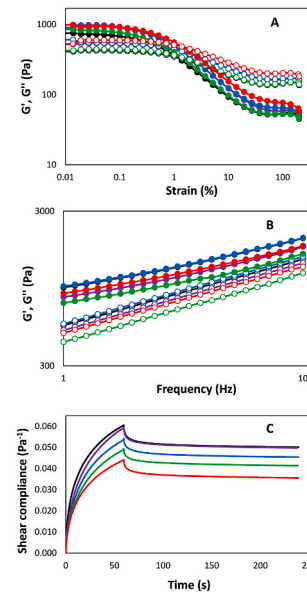 A
1000
G', G'' (Pa)
100
10
0.01 0.1 1 10 100
Strain (%)
3000
B
G', G'' (Pa)
300
1 10
Frequency (Hz)
C
0.060
0.050
0.040
0.030
0.020
0.010
0.000
Shear compliance (Pa-1)
0 50 100 150 200
Time (s)